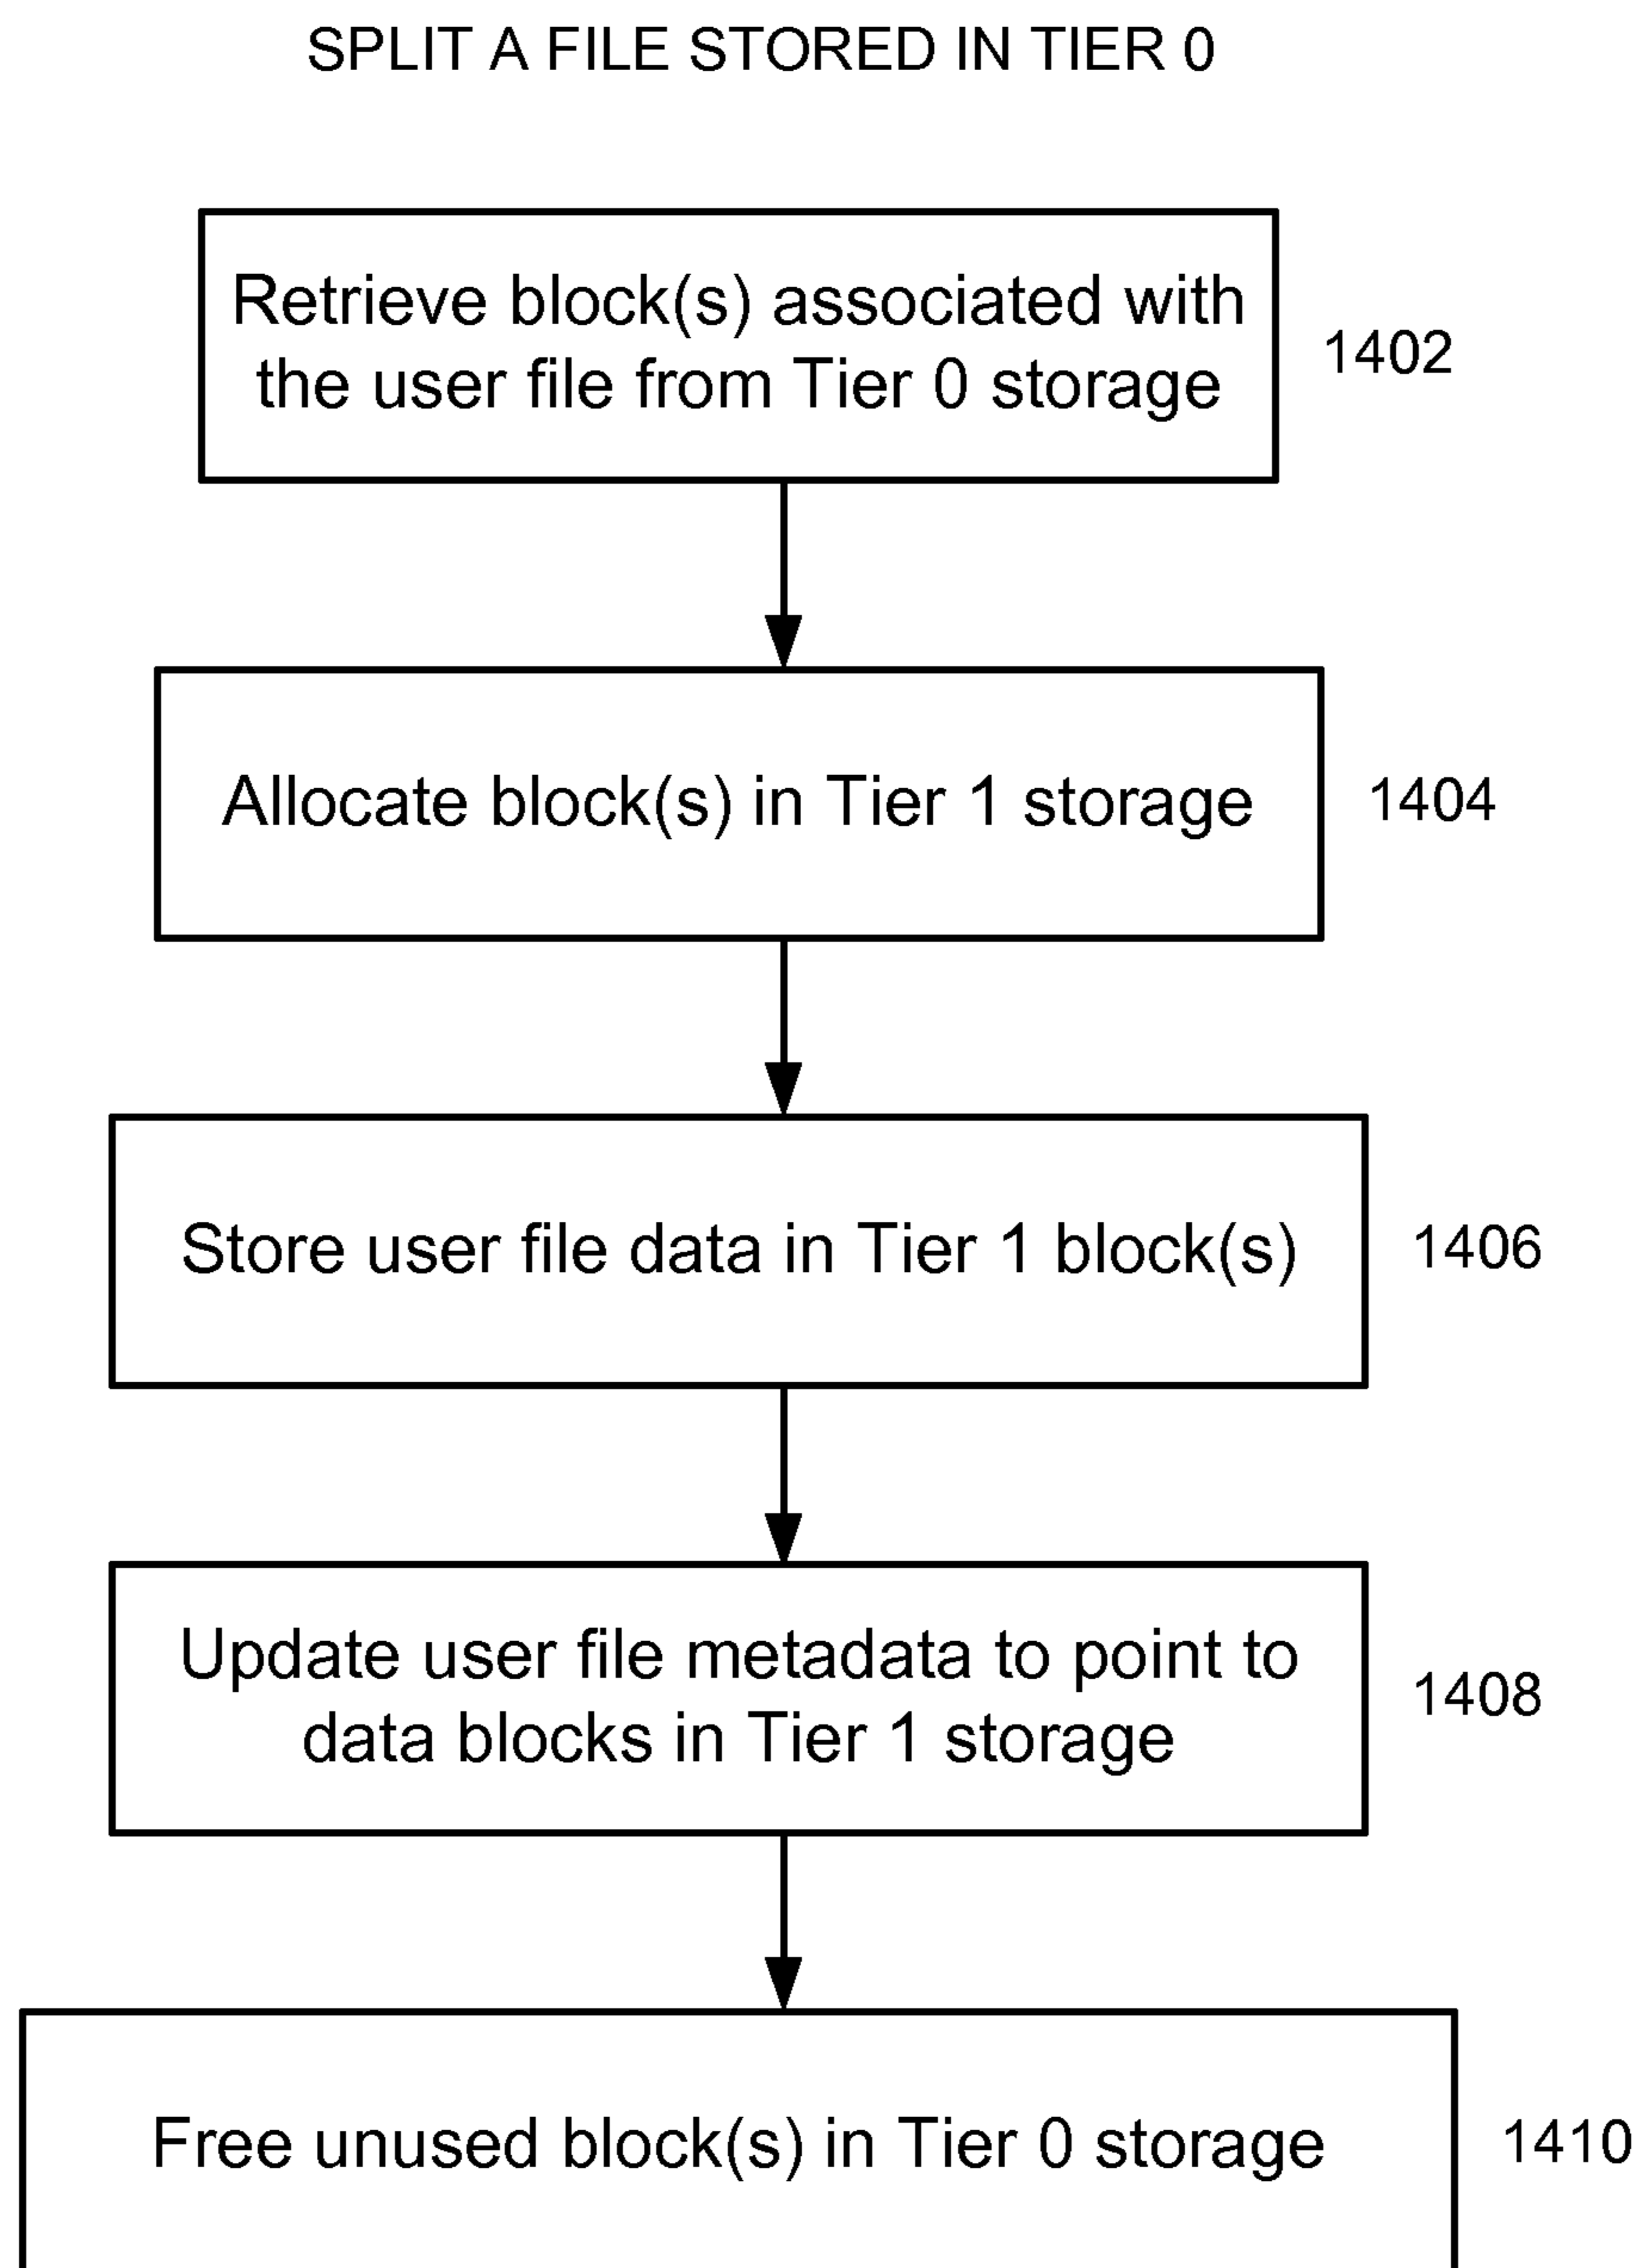 SPLIT A FILE STORED IN TIER 0
Retrieve block(s) associated with
the user file from Tier 0 storage
1402
Allocate block(s) in Tier 1 storage
1404
Store user file data in Tier 1 block(s)
1406
Update user file metadata to point to
data blocks in Tier 1 storage
1408
Free unused block(s) in Tier 0 storage
1410